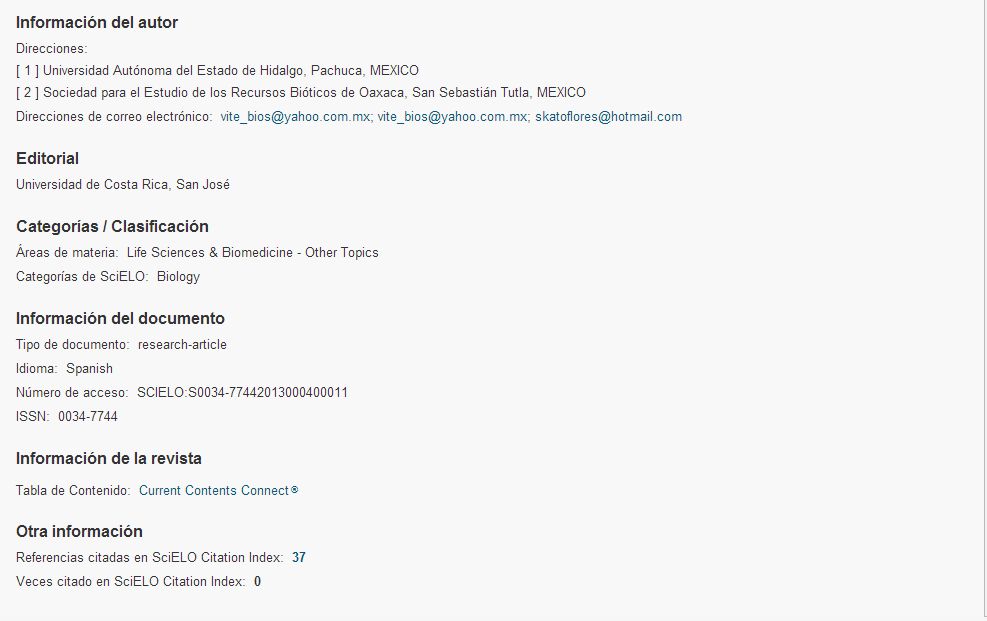 Información del autor
Direcciones:
[ 1 ] Universidad Autónoma del Estado de Hidalgo, Pachuca, MEXICO
[ 2 ] Sociedad para el Estudio de los Recursos Bióticos de Oaxaca, San Sebastián Tutla, MEXICO
Direcciones de correo electrónico: vite_bios@yahoo.com.mx; vite_bios@yahoo.com.mx; skatoflores@hotmail.com
Editorial
Universidad de Costa Rica, San José
Categorías / Clasificación
Áreas de materia: Life Sciences & Biomedicine - Other Topics
Categorías de SciELO: Biology
Información del documento
Tipo de documento: research-article
Idioma: Spanish
Número de acceso: SCIELO:S0034-77442013000400011
ISSN: 0034-7744
Información de la revista
Tabla de Contenido: Current Contents Connect®
Otra información
Referencias citadas en SciELO Citation Index: 37
Veces citado en SciELO Citation Index: 0